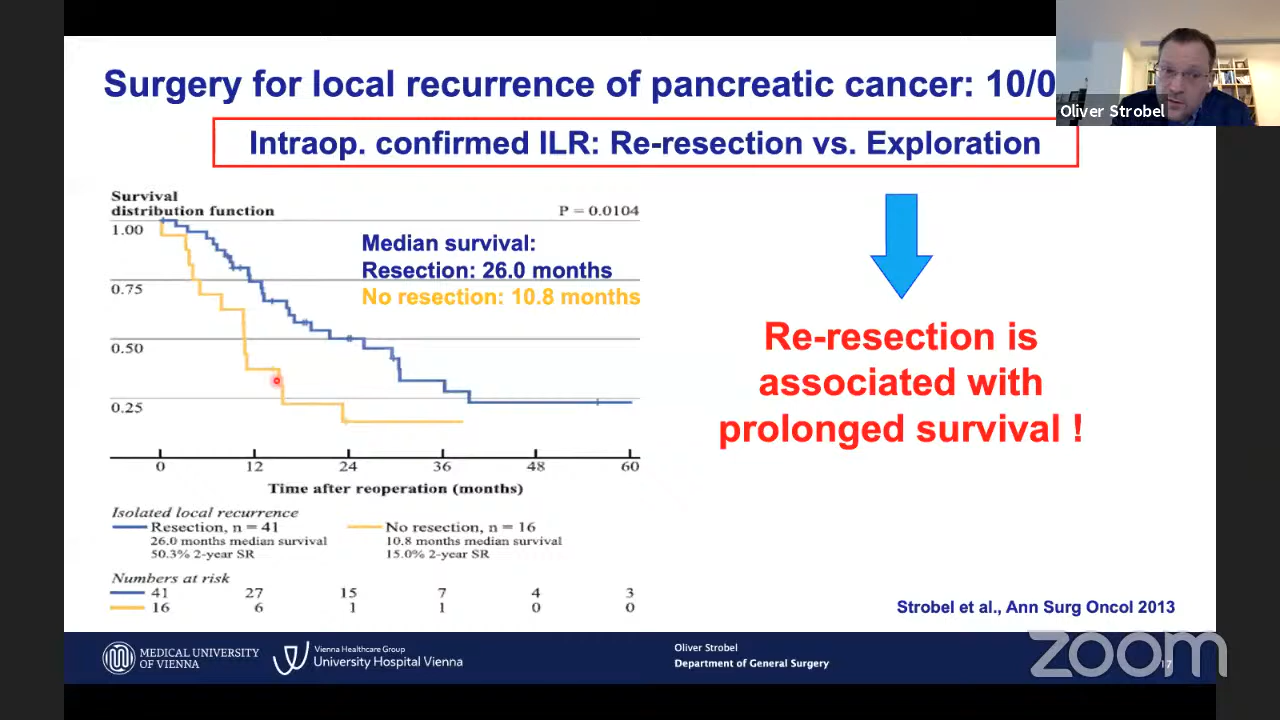 Surgery for local recurrence of pancreatic cancer: 10/0
Oliver Strobel
Intraop. confirmed ILR: Re-resection vs. Exploration
Survival
distribution function
P = 0.0104
1.00
0.75
0.50
0.25
Median survival:
Resection: 26.0 months
No resection: 10.8 months
0 12 24 36 48 60
Time after reoperation (months)
Re-resection is
associated with
prolonged survival !
Isolated local recurrence
Resection, n = 41
26.0 months median survival
50.3% 2-year SR
No resection, n = 16
10.8 months median survival
15.0% 2-year SR
Numbers at risk
41 27 15 7 4 3
16 6 1 1 0 0
Strobel et al., Ann Surg Oncol 2013
MEDICAL UNIVERSITY
OF VIENNA
Vienna Healthcare Group
University Hospital Vienna
Oliver Strobel
Department of General Surgery
zoom
17